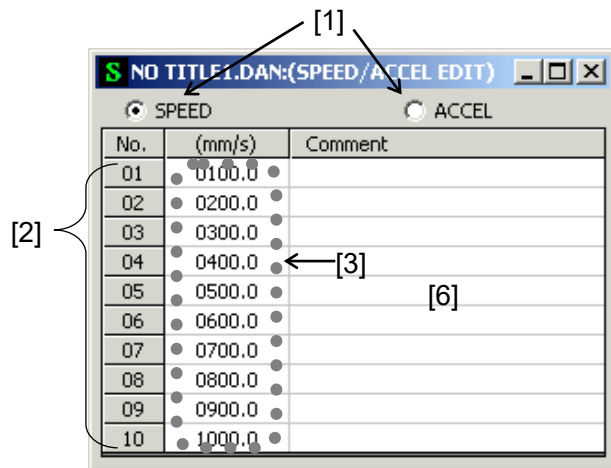 [1]
S NO TITLE1.DAN:(SPEED/ACCEL EDIT)
SPEED ACCEL
No. (mm/s) Comment
01 0100.0
02 0200.0
[2] 03 0300.0
04 0400.0 [3]
05 0500.0 [6]
06 0600.0
07 0700.0
08 0800.0
09 0900.0
10 1000.0